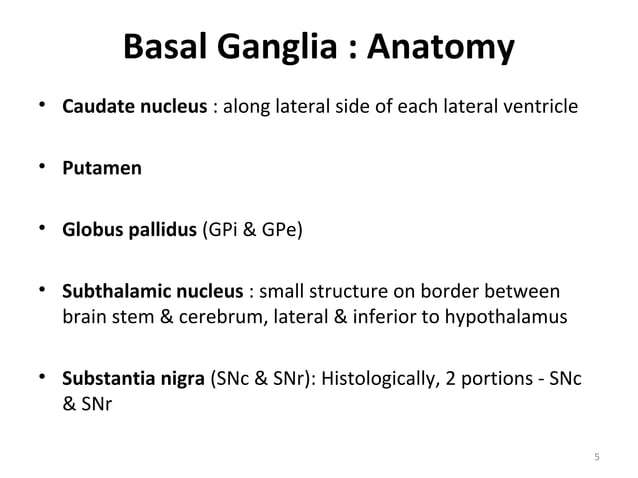 Basal Ganglia : Anatomy
• Caudate nucleus : along lateral side of each lateral ventricle
• Putamen
• Globus pallidus (GPi & GPe)
• Subthalamic nucleus : small structure on border between
brain stem & cerebrum, lateral & inferior to hypothalamus
• Substantia nigra (SNc & SNr): Histologically, 2 portions - SNc
& SNr
5